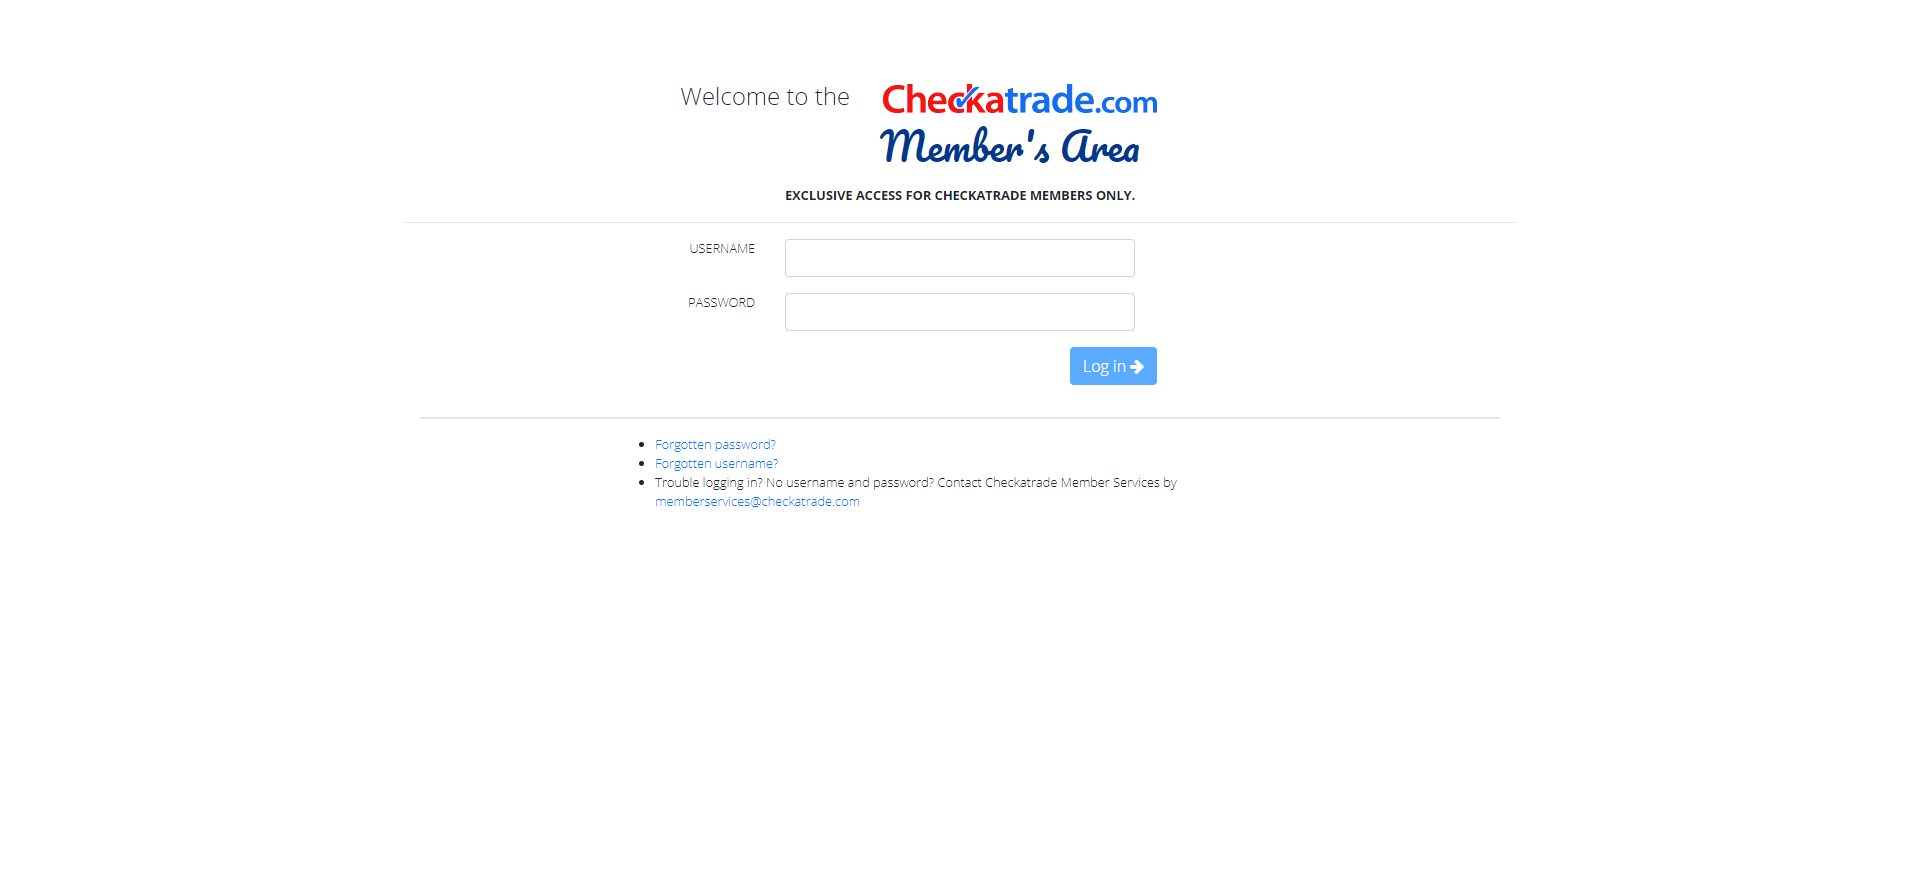 Welcome to the
Checkatrade.com
Member's Area
EXCLUSIVE ACCESS FOR CHECKATRADE MEMBERS ONLY.
USERNAME
PASSWORD
Log in
Forgotten password?
Forgotten username?
Trouble logging in? No username and password? Contact Checkatrade Member Services by
memberservices@checkatrade.com